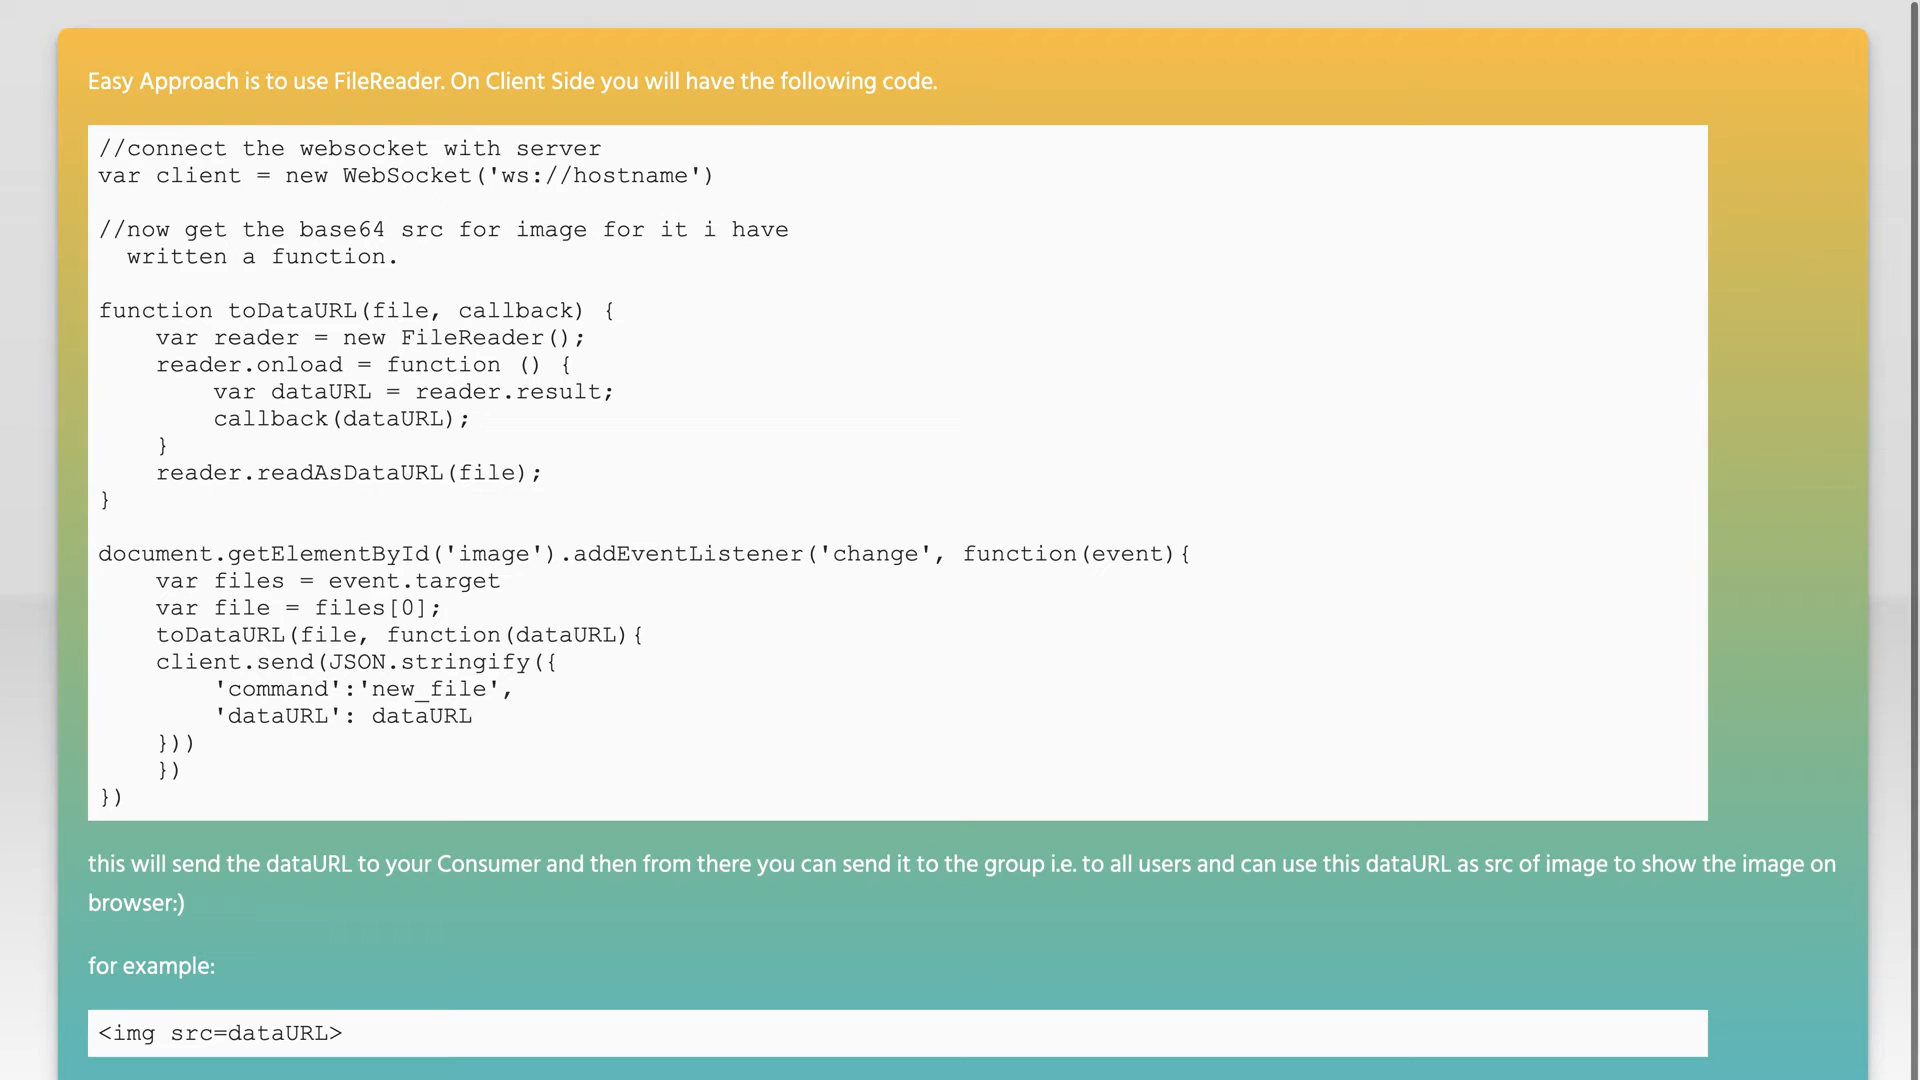 Easy Approach is to use FileReader. On Client Side you will have the following code.
//connect the websocket with server
var client = new WebSocket('ws://hostname')
//now get the base64 src for image for it i have
  written a function.
function toDataURL(file, callback) {
    var reader = new FileReader();
    reader.onload = function () {
        var dataURL = reader.result;
        callback(dataURL);
    }
    reader.readAsDataURL(file);
}
document.getElementById('image').addEventListener('change', function(event){
    var files = event.target
    var file = files[0];
    toDataURL(file, function(dataURL){
    client.send(JSON.stringify({
        'command':'new_file',
        'dataURL': dataURL
    }))
    })
})
this will send the dataURL to your Consumer and then from there you can send it to the group i.e. to all users and can use this dataURL as src of image to show the image on
browser:)
for example:
<img src=dataURL>